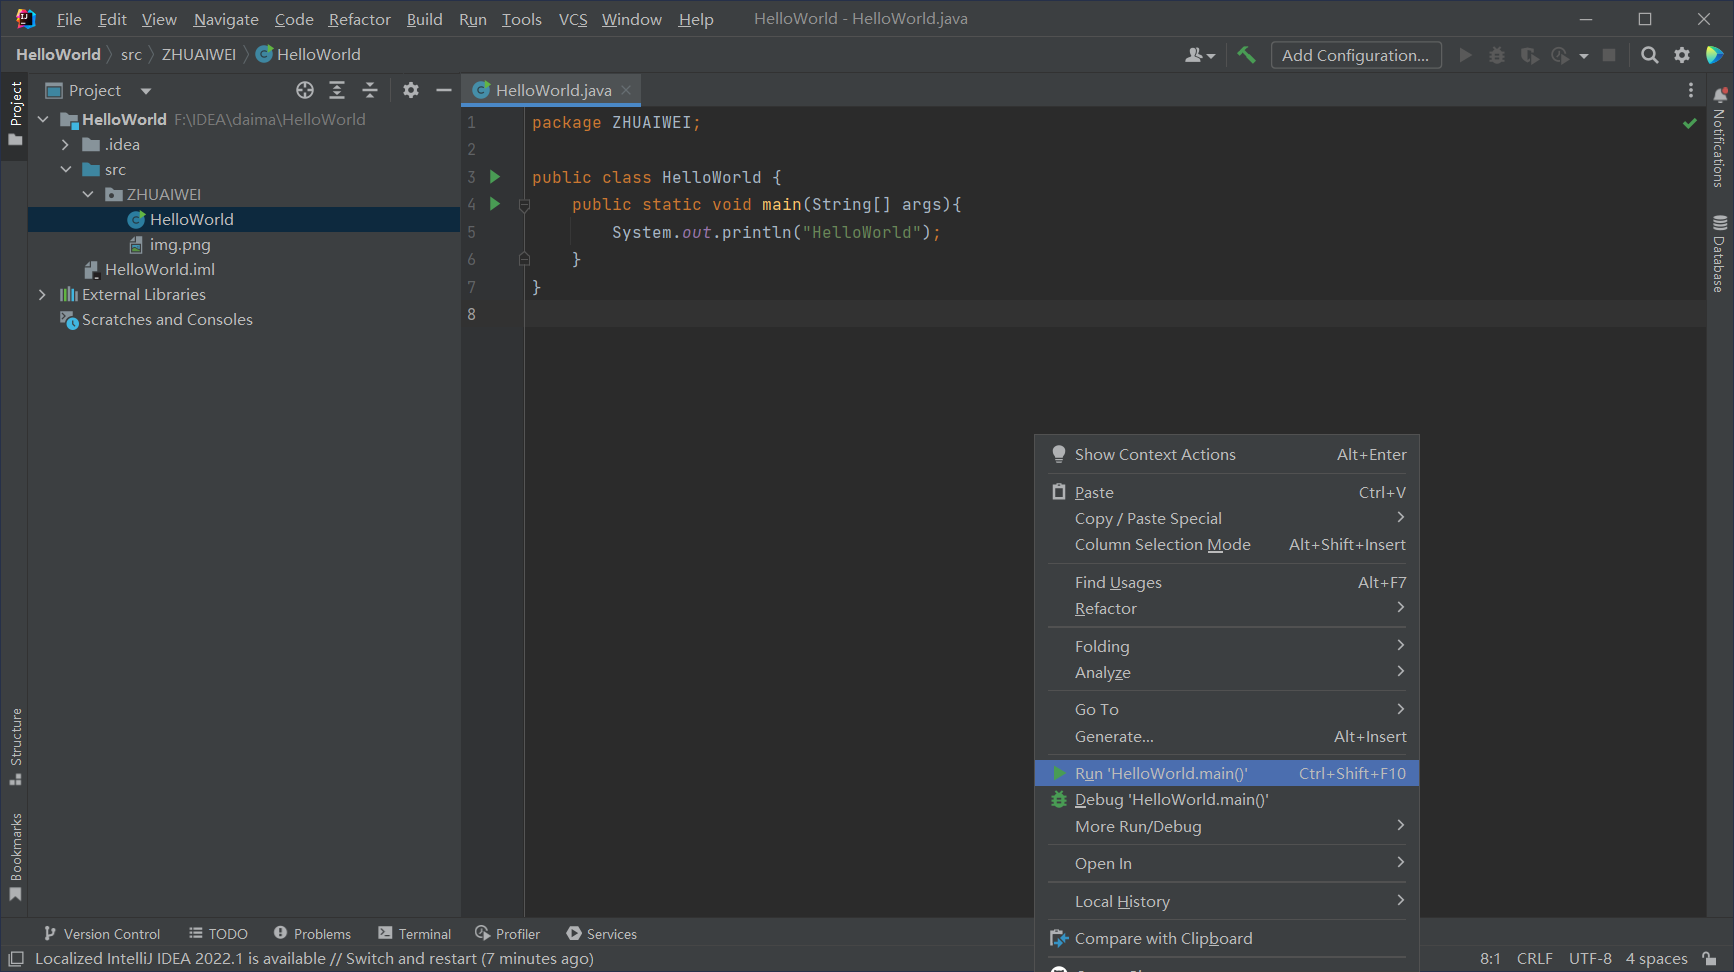 File Edit View Navigate Code Refactor Build Run Tools VCS Window Help HelloWorld - HelloWorld.java
HelloWorld src ZHUAIWEI HelloWorld Add Configuration...
Project
Project
HelloWorld.java
HelloWorld F:\IDEA\daima\HelloWorld
.idea
src
ZHUAIWEI
HelloWorld
img.png
HelloWorld.iml
External Libraries
Scratches and Consoles
1 package ZHUAIWEI;
2
3 public class HelloWorld {
4 public static void main(String[] args){
5 System.out.println("HelloWorld");
6 }
7 }
8
Notifications
Database
Show Context Actions Alt+Enter
Paste Ctrl+V
Copy / Paste Special
Column Selection Mode Alt+Shift+Insert
Find Usages Alt+F7
Refactor
Folding
Analyze
Go To
Generate... Alt+Insert
Run 'HelloWorld.main()' Ctrl+Shift+F10
Debug 'HelloWorld.main()'
More Run/Debug
Open In
Local History
Compare with Clipboard
Structure
Bookmarks
Version Control TODO Problems Terminal Profiler Services
Localized IntelliJ IDEA 2022.1 is available // Switch and restart (7 minutes ago) 8:1 CRLF UTF-8 4 spaces